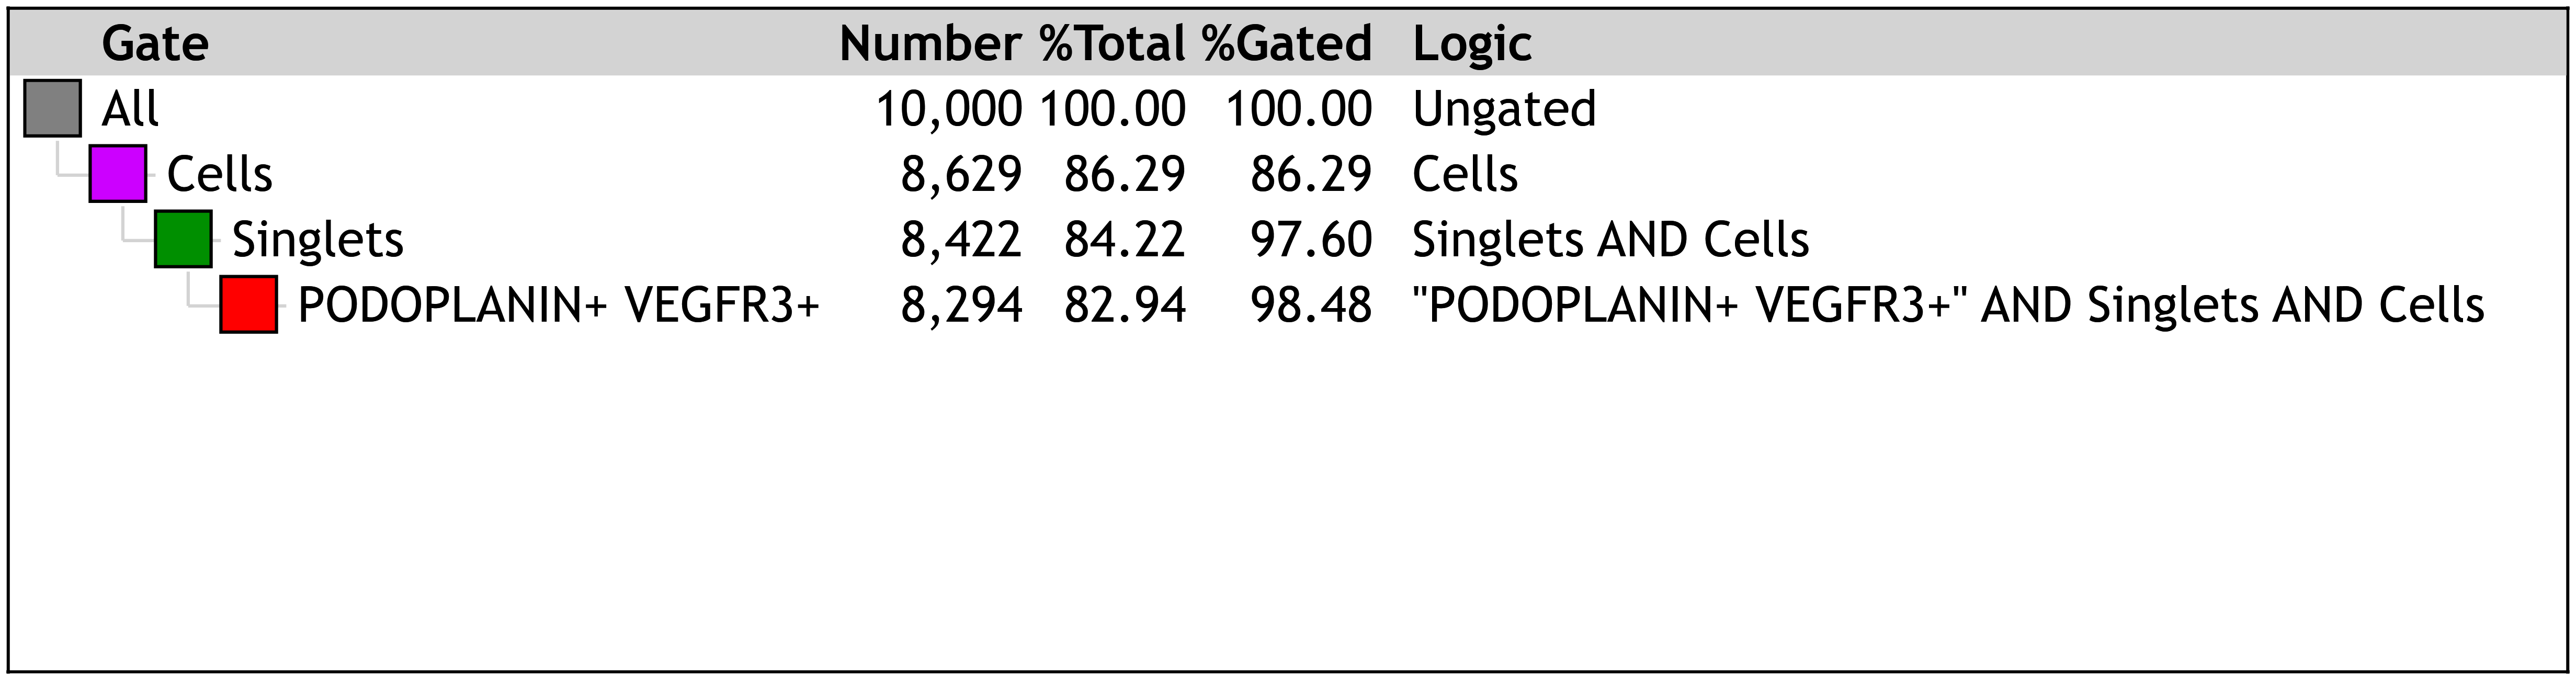 Gate Number %Total %Gated Logic
All 10,000 100.00 100.00 Ungated
Cells 8,629 86.29 86.29 Cells
Singlets 8,422 84.22 97.60 Singlets AND Cells
PODOPLANIN+ VEGFR3+ 8,294 82.94 98.48 "PODOPLANIN+ VEGFR3+" AND Singlets AND Cells